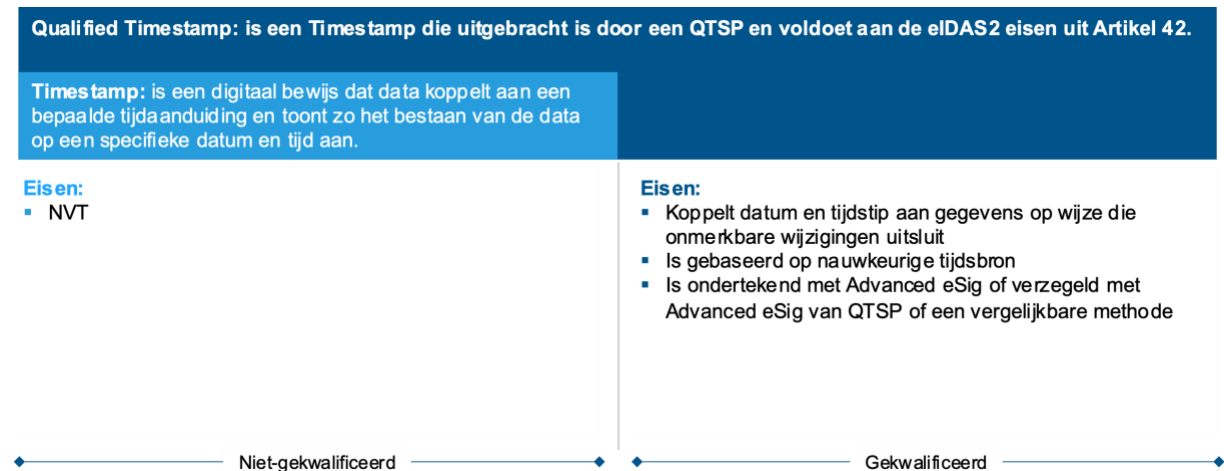 Qualified Timestamp: is een Timestamp die uitgebracht is door een QTSP en voldoet aan de eIDAS2 eisen uit Artikel 42.
Timestamp: is een digitaal bewijs dat data koppelt aan een
bepaalde tijdaanduiding en toont zo het bestaan van de data
op een specifieke datum en tijd aan.
Eisen:
▪ NVT
Eisen:
▪ Koppelt datum en tijdstip aan gegevens op wijze die
onmerkbare wijzigingen uitsluit
▪ Is gebaseerd op nauwkeurige tijdsbron
▪ Is ondertekend met Advanced eSig of verzegeld met
Advanced eSig van QTSP of een vergelijkbare methode
Niet-gekwalificeerd
Gekwalificeerd